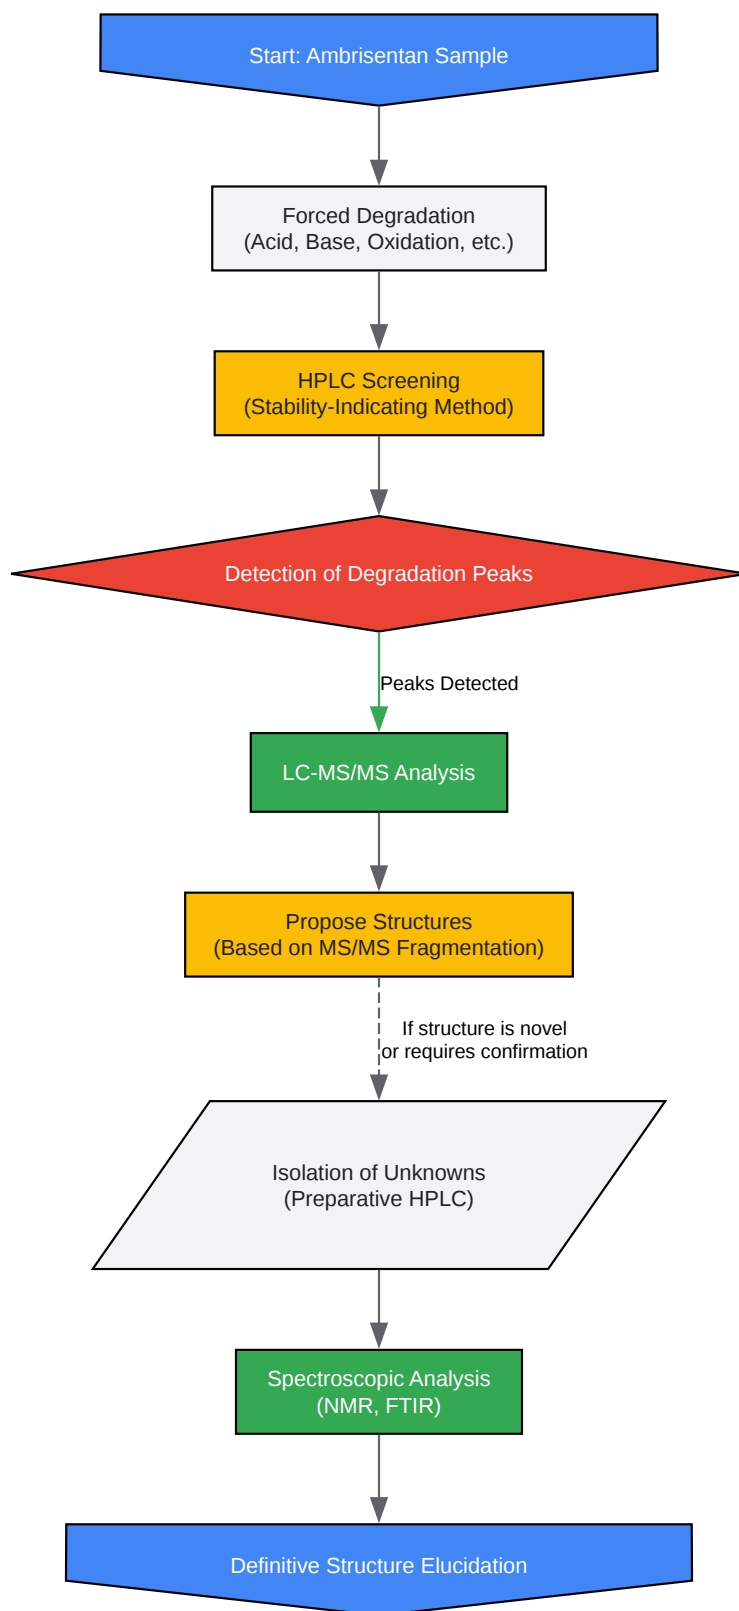 Start: Ambrisentan Sample
Forced Degradation
(Acid, Base, Oxidation, etc.)
HPLC Screening
(Stability-Indicating Method)
Detection of Degradation Peaks
Peaks Detected
LC-MS/MS Analysis
Propose Structures
(Based on MS/MS Fragmentation)
If structure is novel
or requires confirmation
Isolation of Unknowns
(Preparative HPLC)
Spectroscopic Analysis
(NMR, FTIR)
Definitive Structure Elucidation